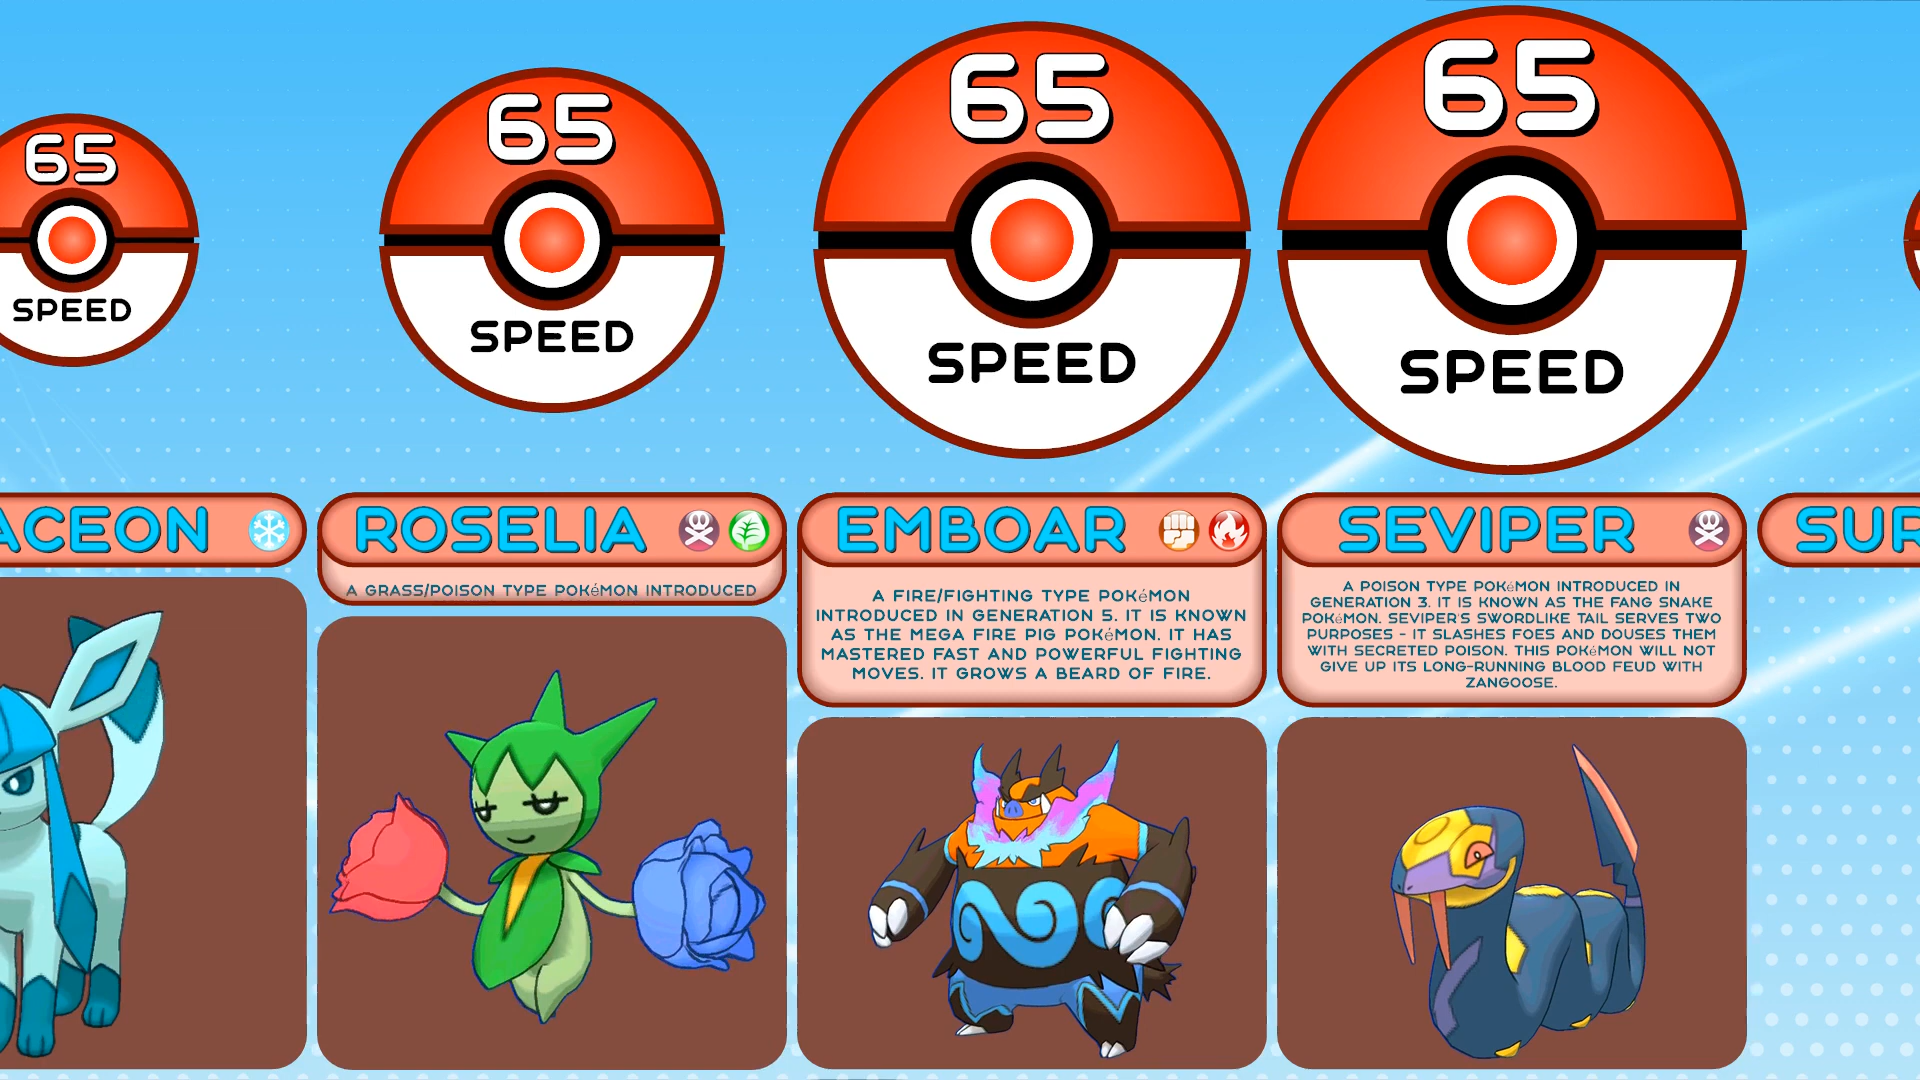 65
SPEED
65
SPEED
65
SPEED
65
SPEED
ACEON
ROSELIA
A GRASS/POISON TYPE POKéMON INTRODUCED
EMBOAR
A FIRE/FIGHTING TYPE POKéMON
INTRODUCED IN GENERATION 5. IT IS KNOWN
AS THE MEGA FIRE PIG POKéMON. IT HAS
MASTERED FAST AND POWERFUL FIGHTING
MOVES. IT GROWS A BEARD OF FIRE.
SEVIPER
A POISON TYPE POKéMON INTRODUCED IN
GENERATION 3. IT IS KNOWN AS THE FANG SNAKE
POKéMON. SEVIPER'S SWORDLIKE TAIL SERVES TWO
PURPOSES - IT SLASHES FOES AND DOUSES THEM
WITH SECRETED POISON. THIS POKéMON WILL NOT
GIVE UP ITS LONG-RUNNING BLOOD FEUD WITH
ZANGOOSE.
SUR